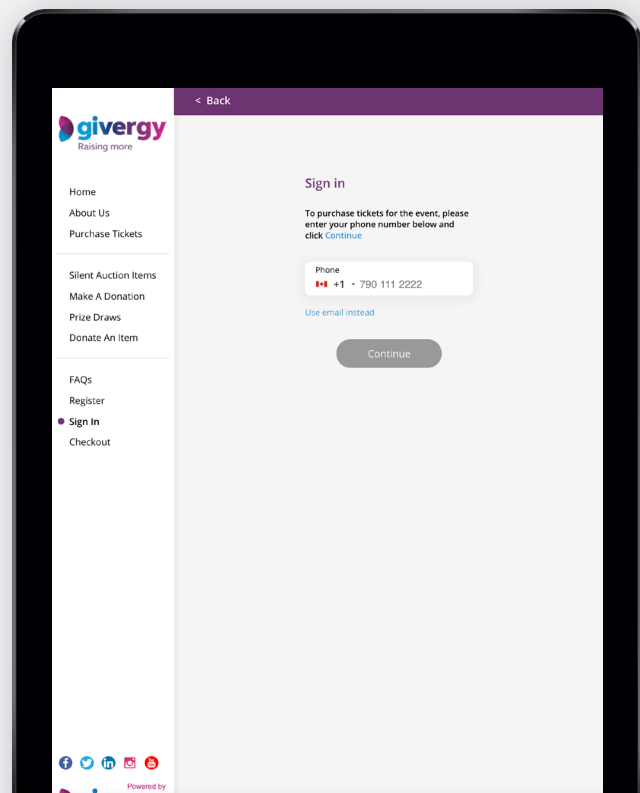 < Back
givergy
Raising more
Home
About Us
Purchase Tickets
Silent Auction Items
Make A Donation
Prize Draws
Donate An Item
FAQs
Register
Sign In
Checkout
Powered by
Sign in
To purchase tickets for the event, please
enter your phone number below and
click Continue
Phone
+1 790 111 2222
Use email instead
Continue